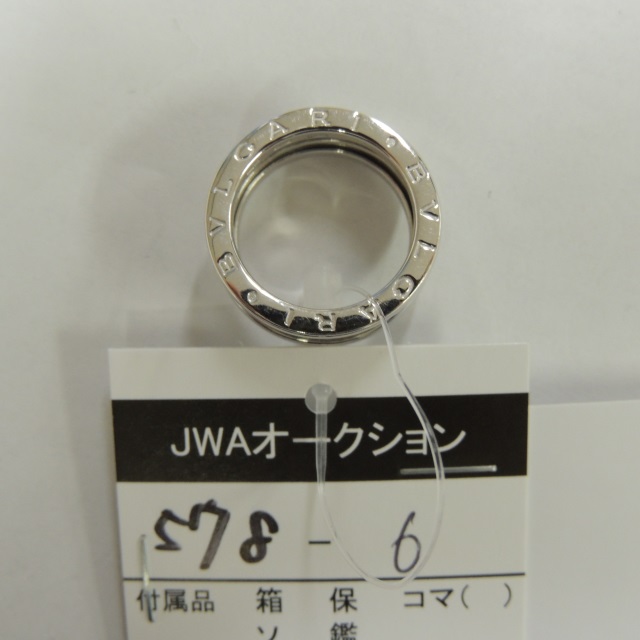 BVLGARI • BVLGARI •
JWAオークション
578 - 6
付属品 箱 保 コマ( )
ソ 鑑